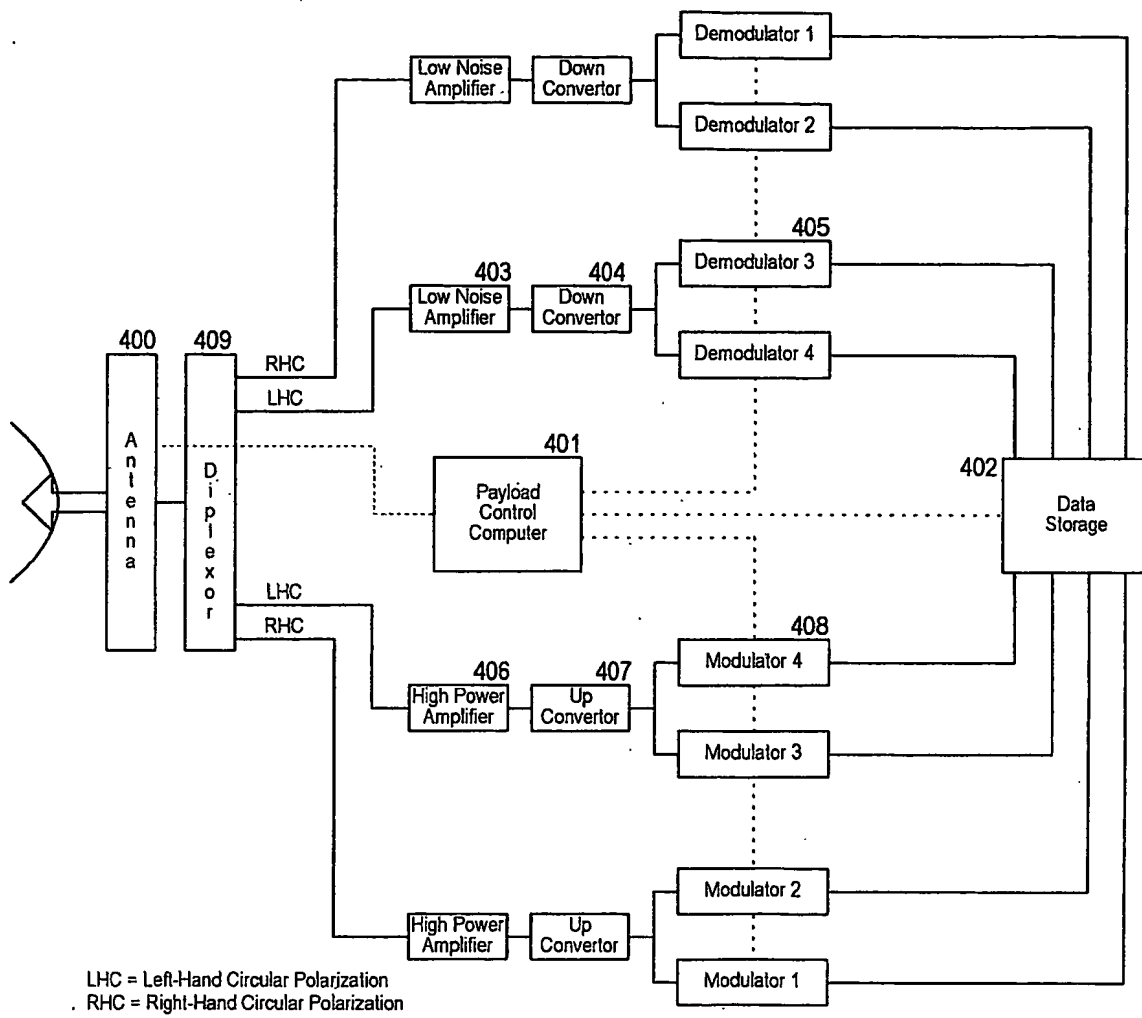 Demodulator 1
Low Noise
Amplifier
Down
Convertor
Demodulator 2
405
Demodulator 3
403
404
Low Noise
Amplifier
Down
Convertor
Demodulator 4
400
409
RHC
LHC
Antenna
Diplexor
401
Payload
Control
Computer
402
Data
Storage
LHC
RHC
408
Modulator 4
406
407
High Power
Amplifier
Up
Convertor
Modulator 3
Modulator 2
High Power
Amplifier
Up
Convertor
Modulator 1
LHC = Left-Hand Circular Polarization
RHC = Right-Hand Circular Polarization